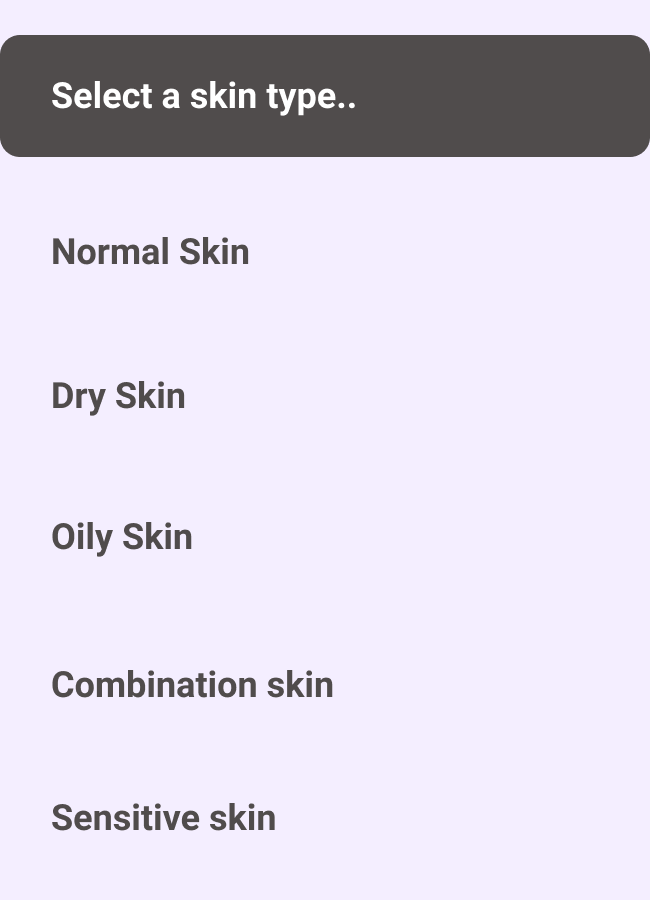 Select a skin type..
Normal Skin
Dry Skin
Oily Skin
Combination skin
Sensitive skin